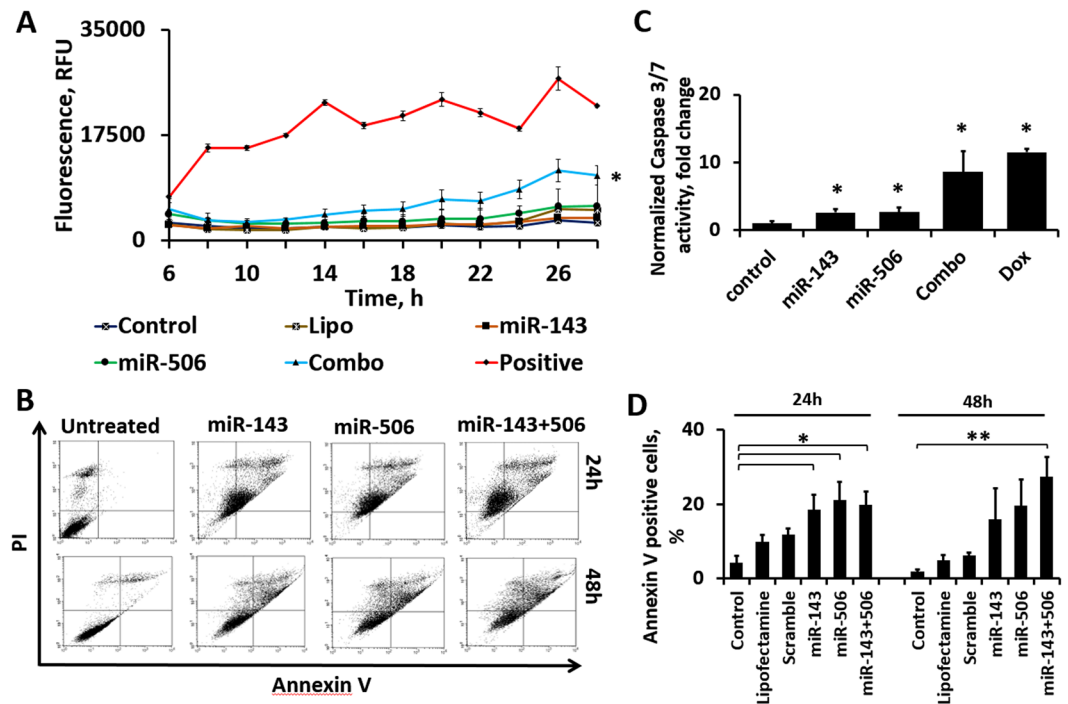 A
35000
17500
0
Fluorescence, RFU
6 10 14 18 22 26
Time, h
*
Control Lipo miR-143
miR-506 Combo Positive
B
Untreated miR-143 miR-506 miR-143+506
24h
48h
PI
Annexin V
C
Normalized Caspase 3/7
activity, fold change
20
10
0
* * * *
control miR-143 miR-506 Combo Dox
D
24h 48h
Annexin V positive cells,
%
40
20
0
* **
Control Lipofectamine Scramble miR-143 miR-506 miR-143+506 Control Lipofectamine Scramble miR-143 miR-506 miR-143+506